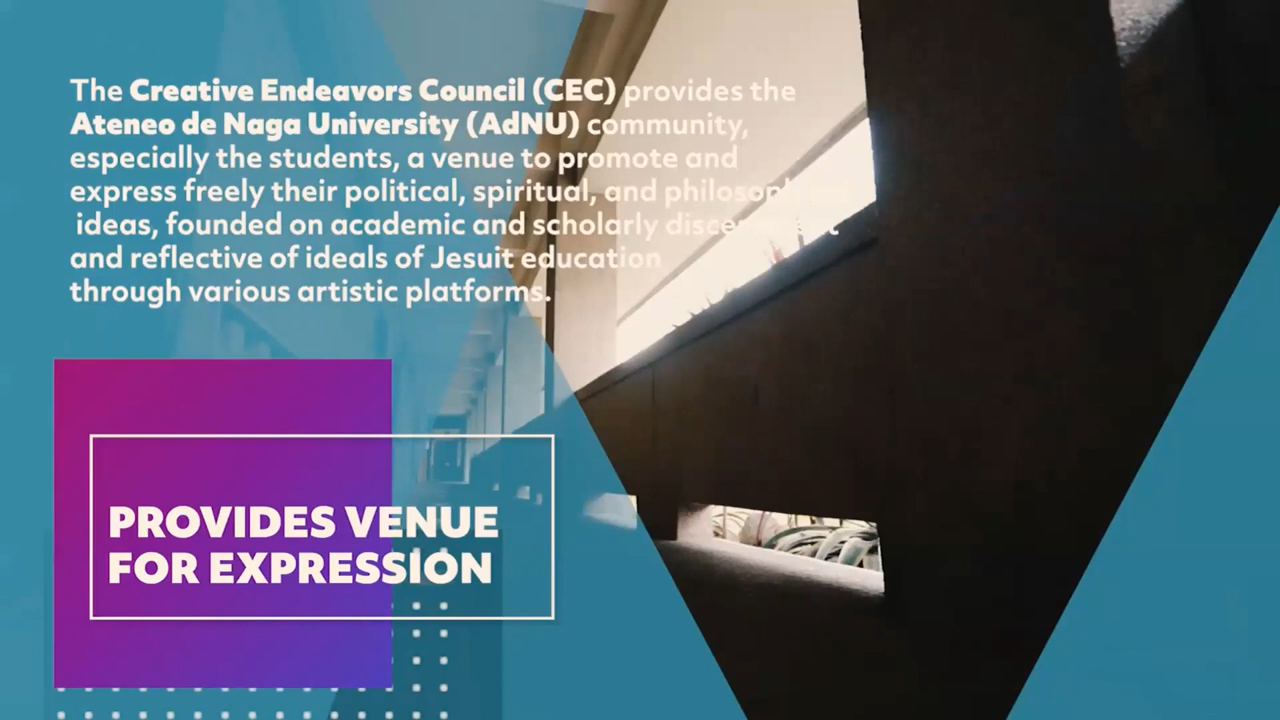 The Creative Endeavors Council (CEC) provides the
Ateneo de Naga University (AdNU) community,
especially the students, a venue to promote and
express freely their political, spiritual, and
ideas, founded on academic and scholarly
and reflective of ideals of Jesuit education
through various artistic platforms.
PROVIDES VENUE
FOR EXPRESSION